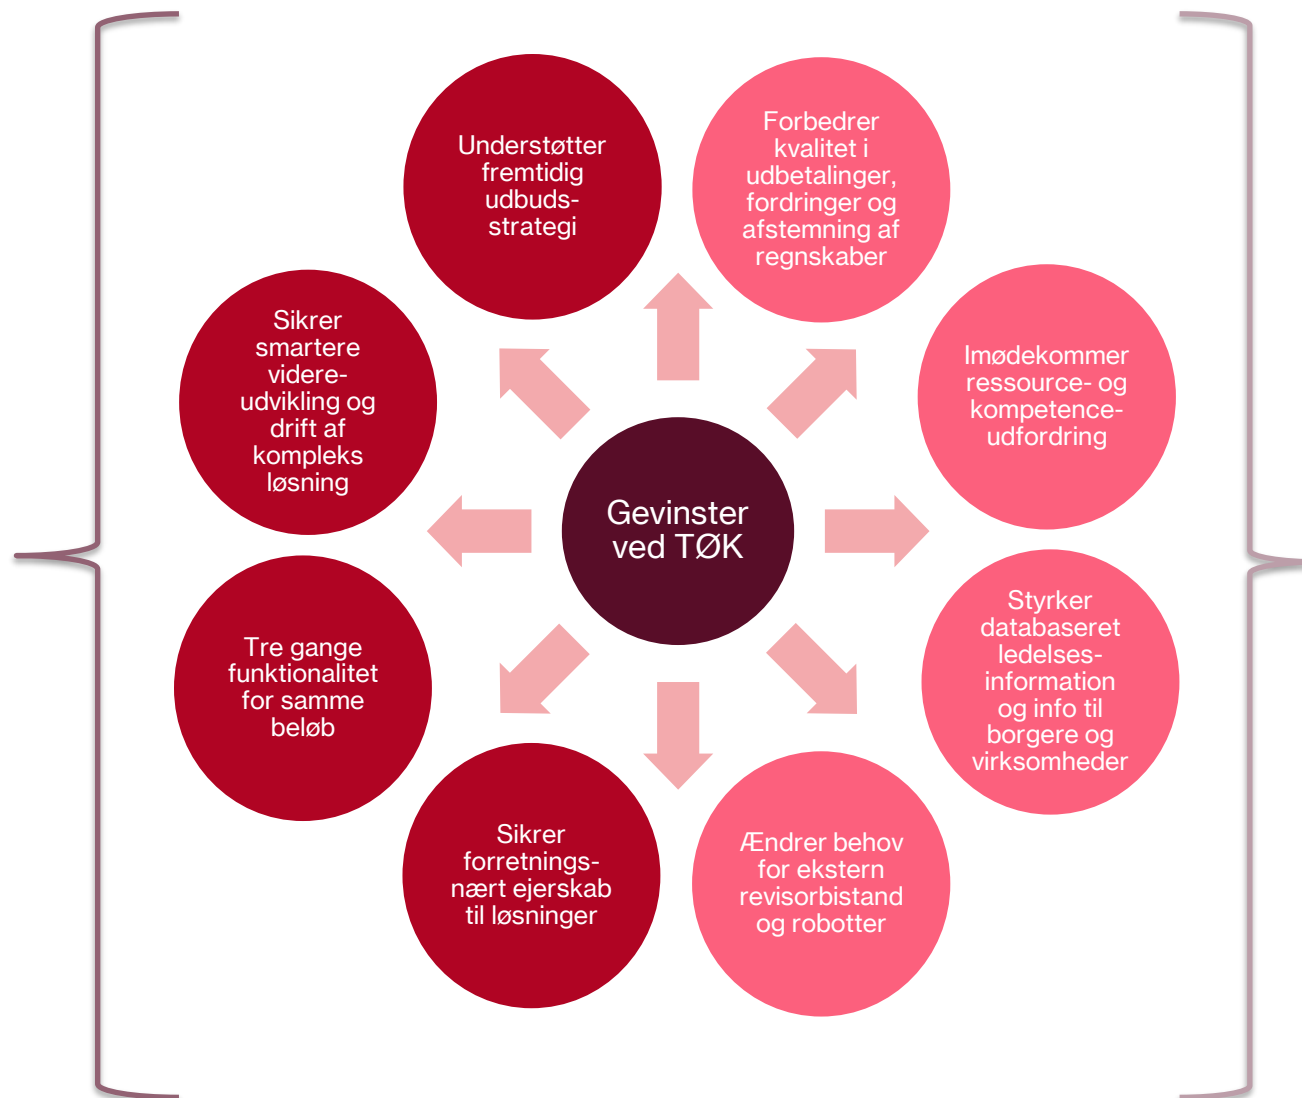 Understøtter
fremtidig
udbuds-
strategi
Forbedrer
kvalitet i
udbetalinger,
fordringer og
afstemning af
regnskaber
Sikrer
smartere
videre-
udvikling og
drift af
kompleks
løsning
Imødekommer
ressource- og
kompetence-
udfordring
Gevinster
ved TØK
Tre gange
funktionalitet
for samme
beløb
Styrker
databaseret
ledelses-
information
og info til
borgere og
virksomheder
Sikrer
forretnings-
nært ejerskab
til løsninger
Ændrer behov
for ekstern
revisorbistand
og robotter